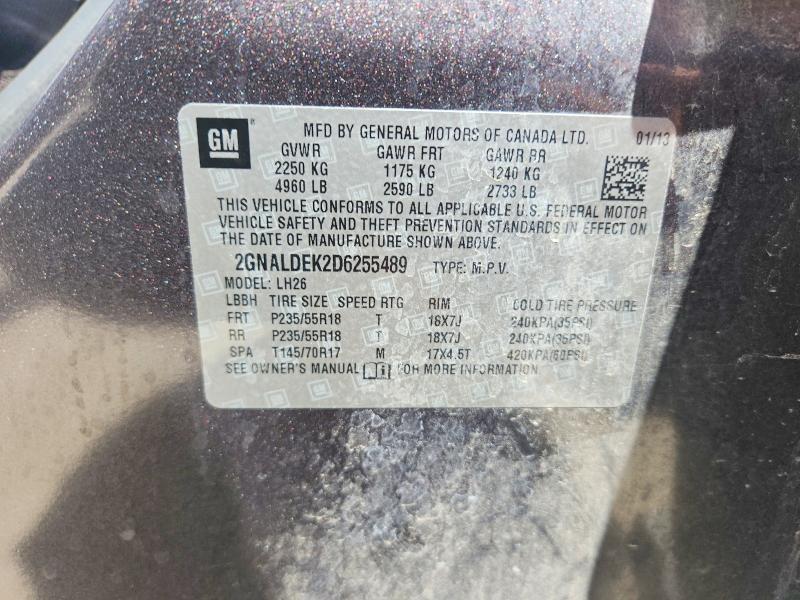 GM ® MFD BY GENERAL MOTORS OF CANADA LTD. 01/13
GVWR GAWR FRT GAWR RR
2250 KG 1175 KG 1240 KG
4960 LB 2590 LB 2733 LB
THIS VEHICLE CONFORMS TO ALL APPLICABLE U.S. FEDERAL MOTOR
VEHICLE SAFETY AND THEFT PREVENTION STANDARDS IN EFFECT ON
THE DATE OF MANUFACTURE SHOWN ABOVE.
2GNALDEK2D6255489 TYPE: M.P.V.
MODEL: LH26
LBBH TIRE SIZE SPEED RTG RIM COLD TIRE PRESSURE
FRT P235/55R18 T 18X7J 240KPA(35PSI)
RR P235/55R18 T 18X7J 240KPA(35PSI)
SPA T145/70R17 M 17X4.5T 420KPA(60PSI)
SEE OWNER'S MANUAL FOR MORE INFORMATION